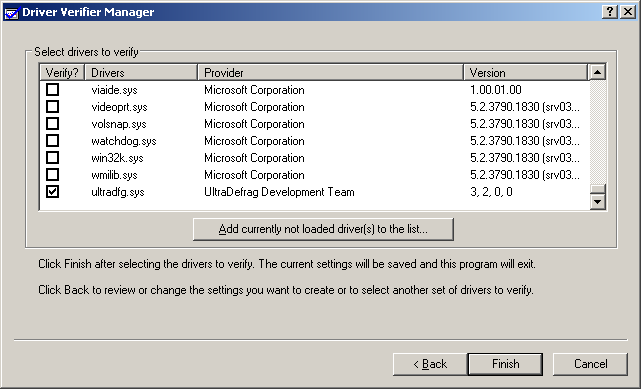 Driver Verifier Manager
Select drivers to verify
Verify? Drivers Provider Version
viaide.sys Microsoft Corporation 1.00.01.00
videoprt.sys Microsoft Corporation 5.2.3790.1830 (srv03...
volsnap.sys Microsoft Corporation 5.2.3790.1830 (srv03...
watchdog.sys Microsoft Corporation 5.2.3790.1830 (srv03...
win32k.sys Microsoft Corporation 5.2.3790.1830 (srv03...
wmilib.sys Microsoft Corporation 5.2.3790.1830 (srv03...
ultradfg.sys UltraDefrag Development Team 3, 2, 0, 0
Add currently not loaded driver(s) to the list...
Click Finish after selecting the drivers to verify. The current settings will be saved and this program will exit.
Click Back to review or change the settings you want to create or to select another set of drivers to verify.
< Back Finish Cancel